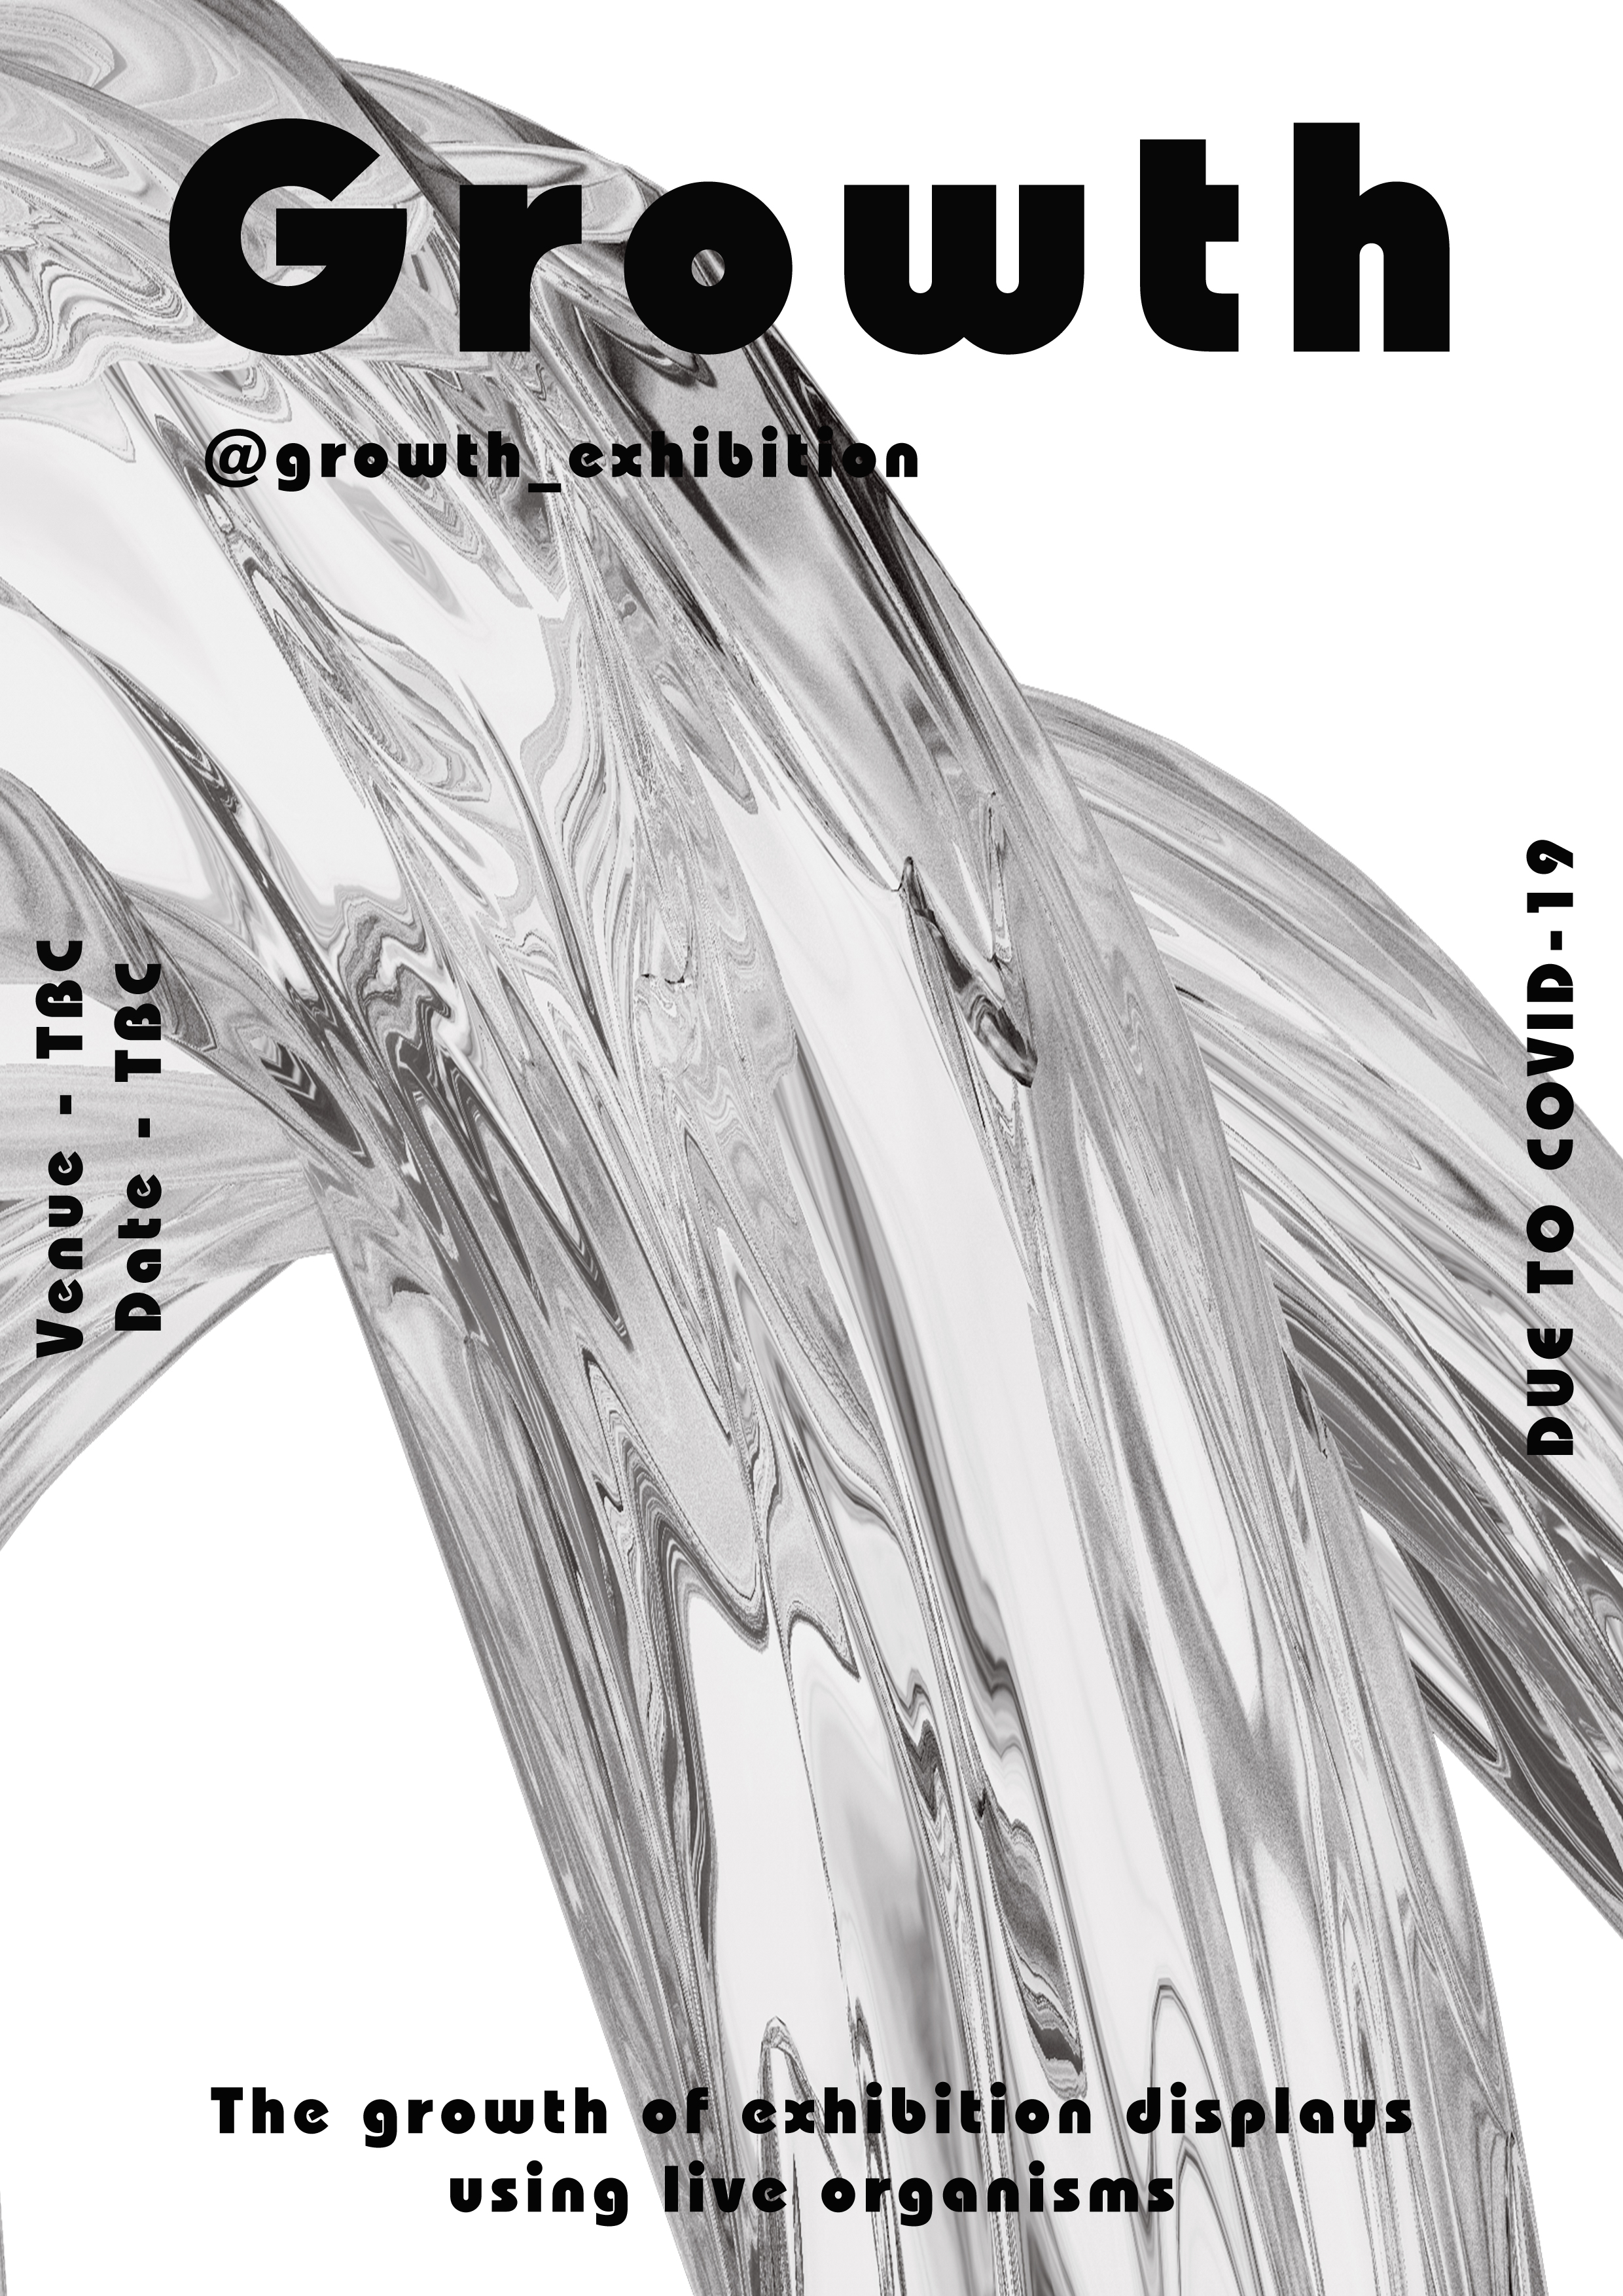 Growth
@growth_exhibition
Venue - TBC
Date - TBC
DUE TO COVID-19
The growth of exhibition displays
using live organisms